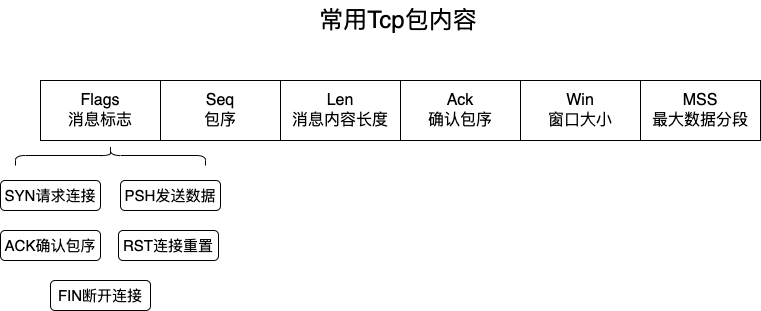 常用Tcp包内容
Flags
消息标志
Seq
包序
Len
消息内容长度
Ack
确认包序
Win
窗口大小
MSS
最大数据分段
SYN请求连接
PSH发送数据
ACK确认包序
RST连接重置
FIN断开连接